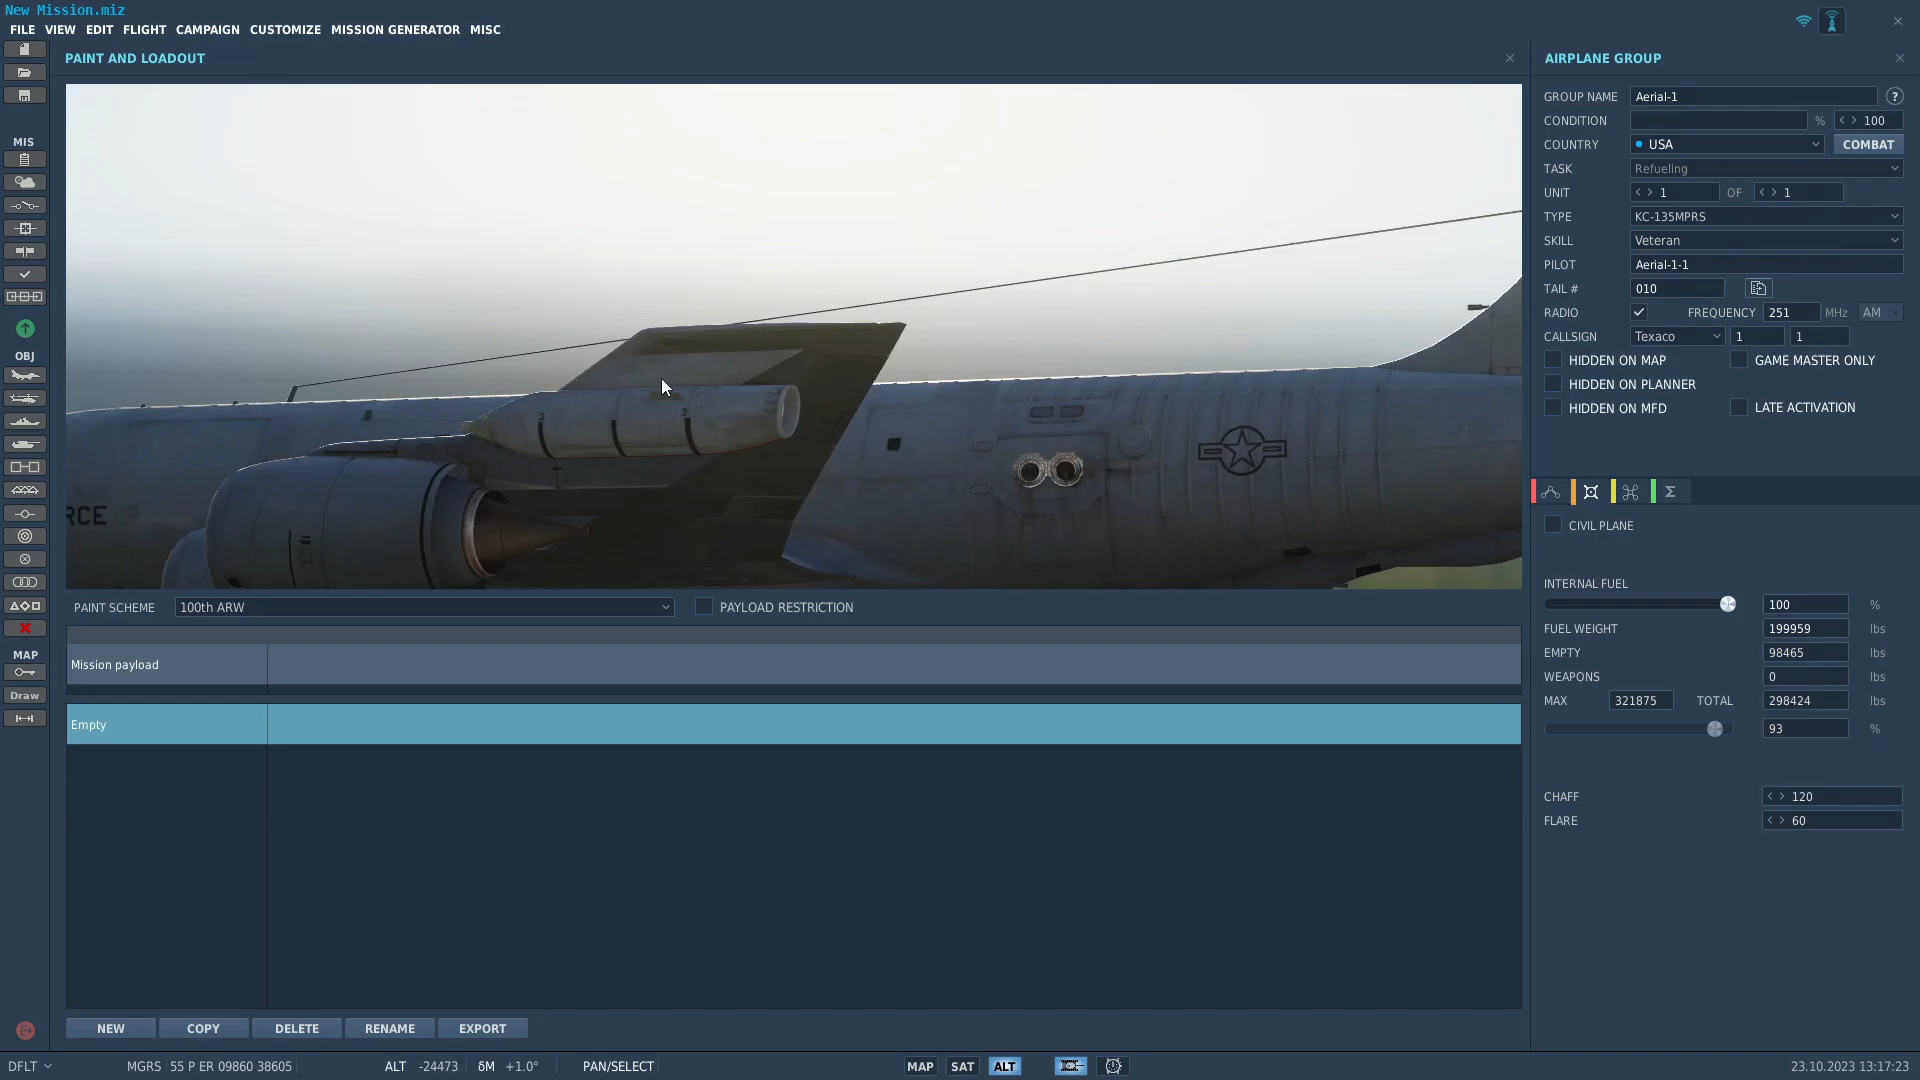 New Mission.miz
FILE VIEW EDIT FLIGHT CAMPAIGN CUSTOMIZE MISSION GENERATOR MISC
PAINT AND LOADOUT
AIRPLANE GROUP
GROUP NAME Aerial-1 ?
CONDITION % < > 100
COUNTRY USA COMBAT
TASK Refueling
UNIT < > 1 OF < > 1
TYPE KC-135MPRS
SKILL Veteran
PILOT Aerial-1-1
TAIL # 010
RADIO FREQUENCY 251 MHz AM
CALLSIGN Texaco 1 1
HIDDEN ON MAP GAME MASTER ONLY
HIDDEN ON PLANNER
HIDDEN ON MFD LATE ACTIVATION
CIVIL PLANE
INTERNAL FUEL
100 %
FUEL WEIGHT 199959 lbs
EMPTY 98465 lbs
WEAPONS 0 lbs
MAX 321875 TOTAL 298424 lbs
93 %
CHAFF < > 120
FLARE < > 60
MIS
OBJ
MAP
Draw
RCE
2 2
PAINT SCHEME 100th ARW PAYLOAD RESTRICTION
Mission payload
Empty
NEW COPY DELETE RENAME EXPORT
DFLT MGRS 55 P ER 09860 38605 ALT -24473 δM +1.0° PAN/SELECT MAP SAT ALT 23.10.2023 13:17:23